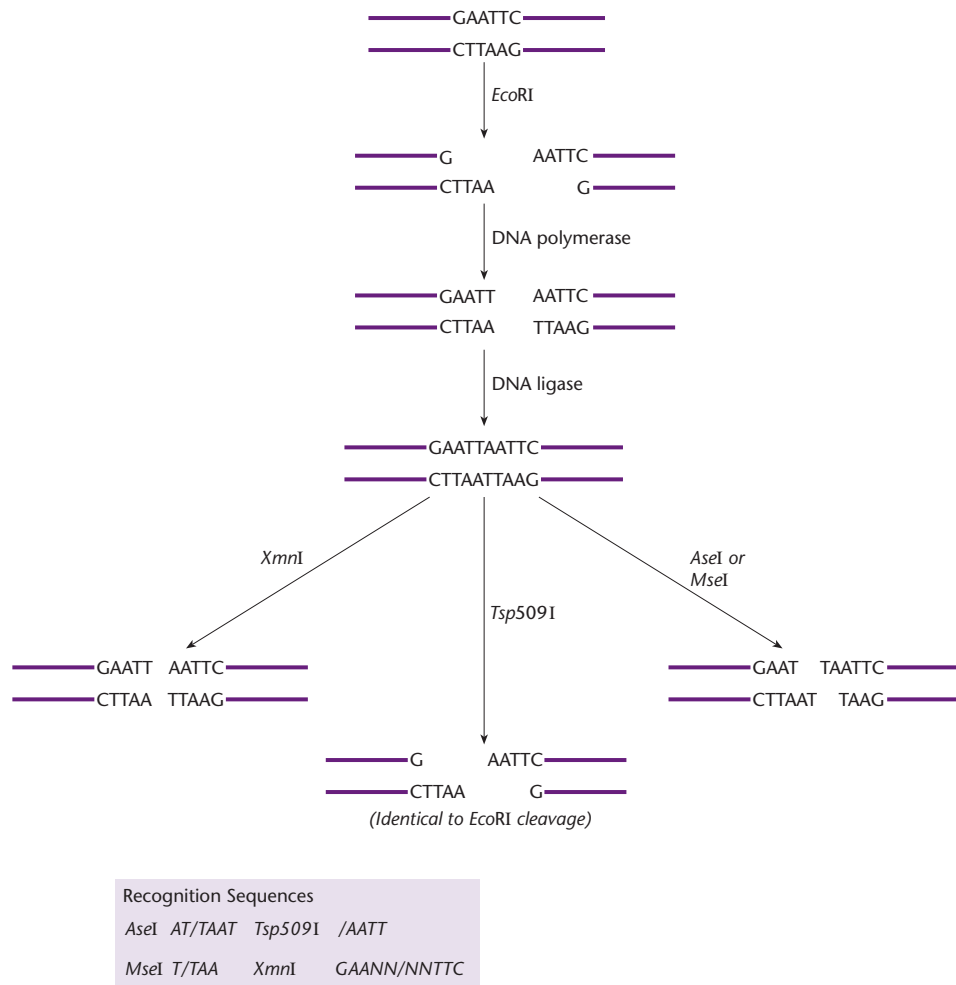 GAATTC
CTTAAG
EcoRI
G AATTC
CTTAA G
DNA polymerase
GAATT AATTC
CTTAA TTAAG
DNA ligase
GAATTAATTC
CTTAATTAAG
XmnI
Tsp509I
AseI or
MseI
GAATT AATTC
CTTAA TTAAG
GAAT TAATTC
CTTAAT TAAG
G AATTC
CTTAA G
(Identical to EcoRI cleavage)
Recognition Sequences
AseI AT/TAAT Tsp509I /AATT
MseI T/TAA XmnI GAANN/NNTTC